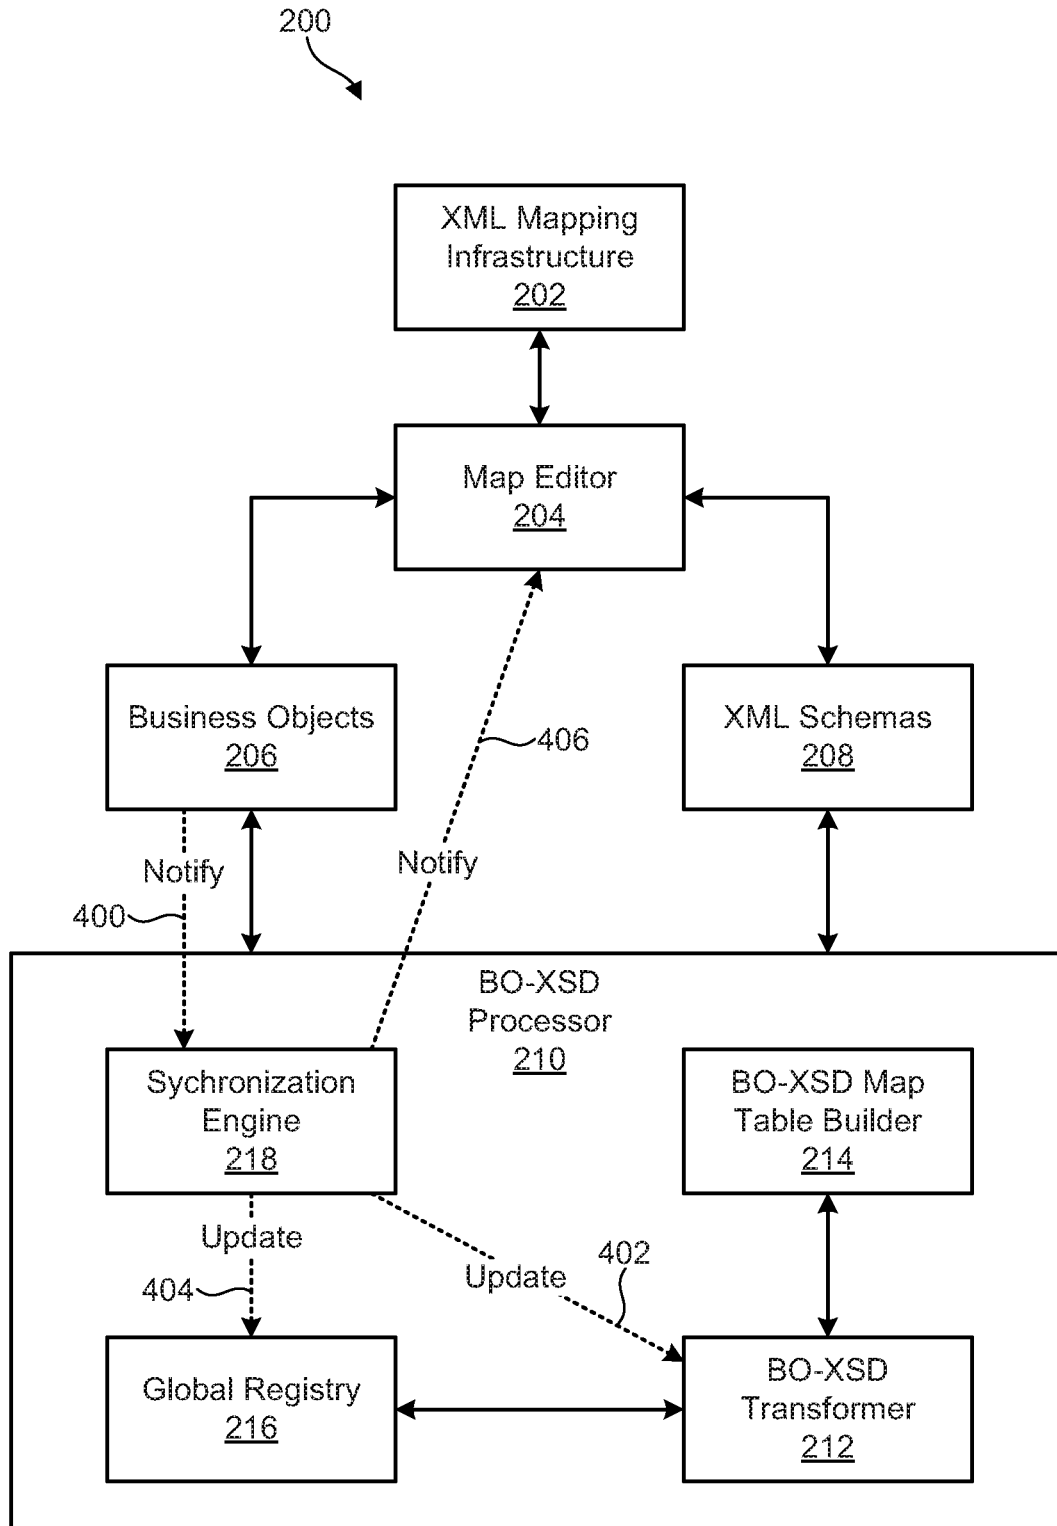 200
XML Mapping
Infrastructure
202
Map Editor
204
Business Objects
206
XML Schemas
208
406
Notify
Notify
400
BO-XSD
Processor
210
Sychronization
Engine
218
BO-XSD Map
Table Builder
214
Update
404
Update
402
Global Registry
216
BO-XSD
Transformer
212